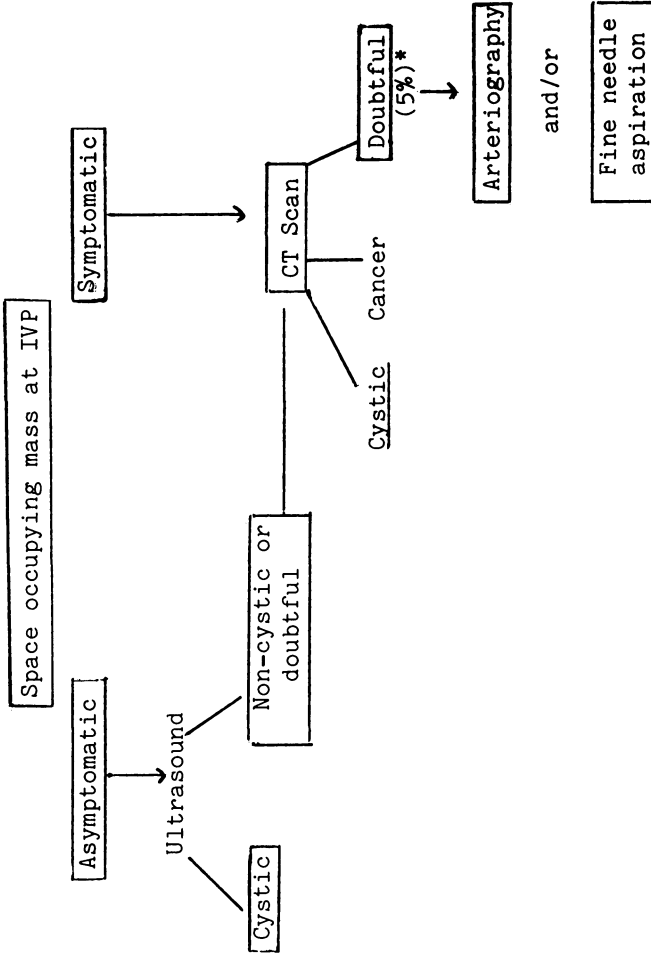 Space occupying mass at IVP
Asymptomatic
Symptomatic
Ultrasound
Cystic
Non-cystic or
doubtful
CT Scan
Cystic
Cancer
Doubtful
(5%)*
Arteriography
and/or
Fine needle
aspiration